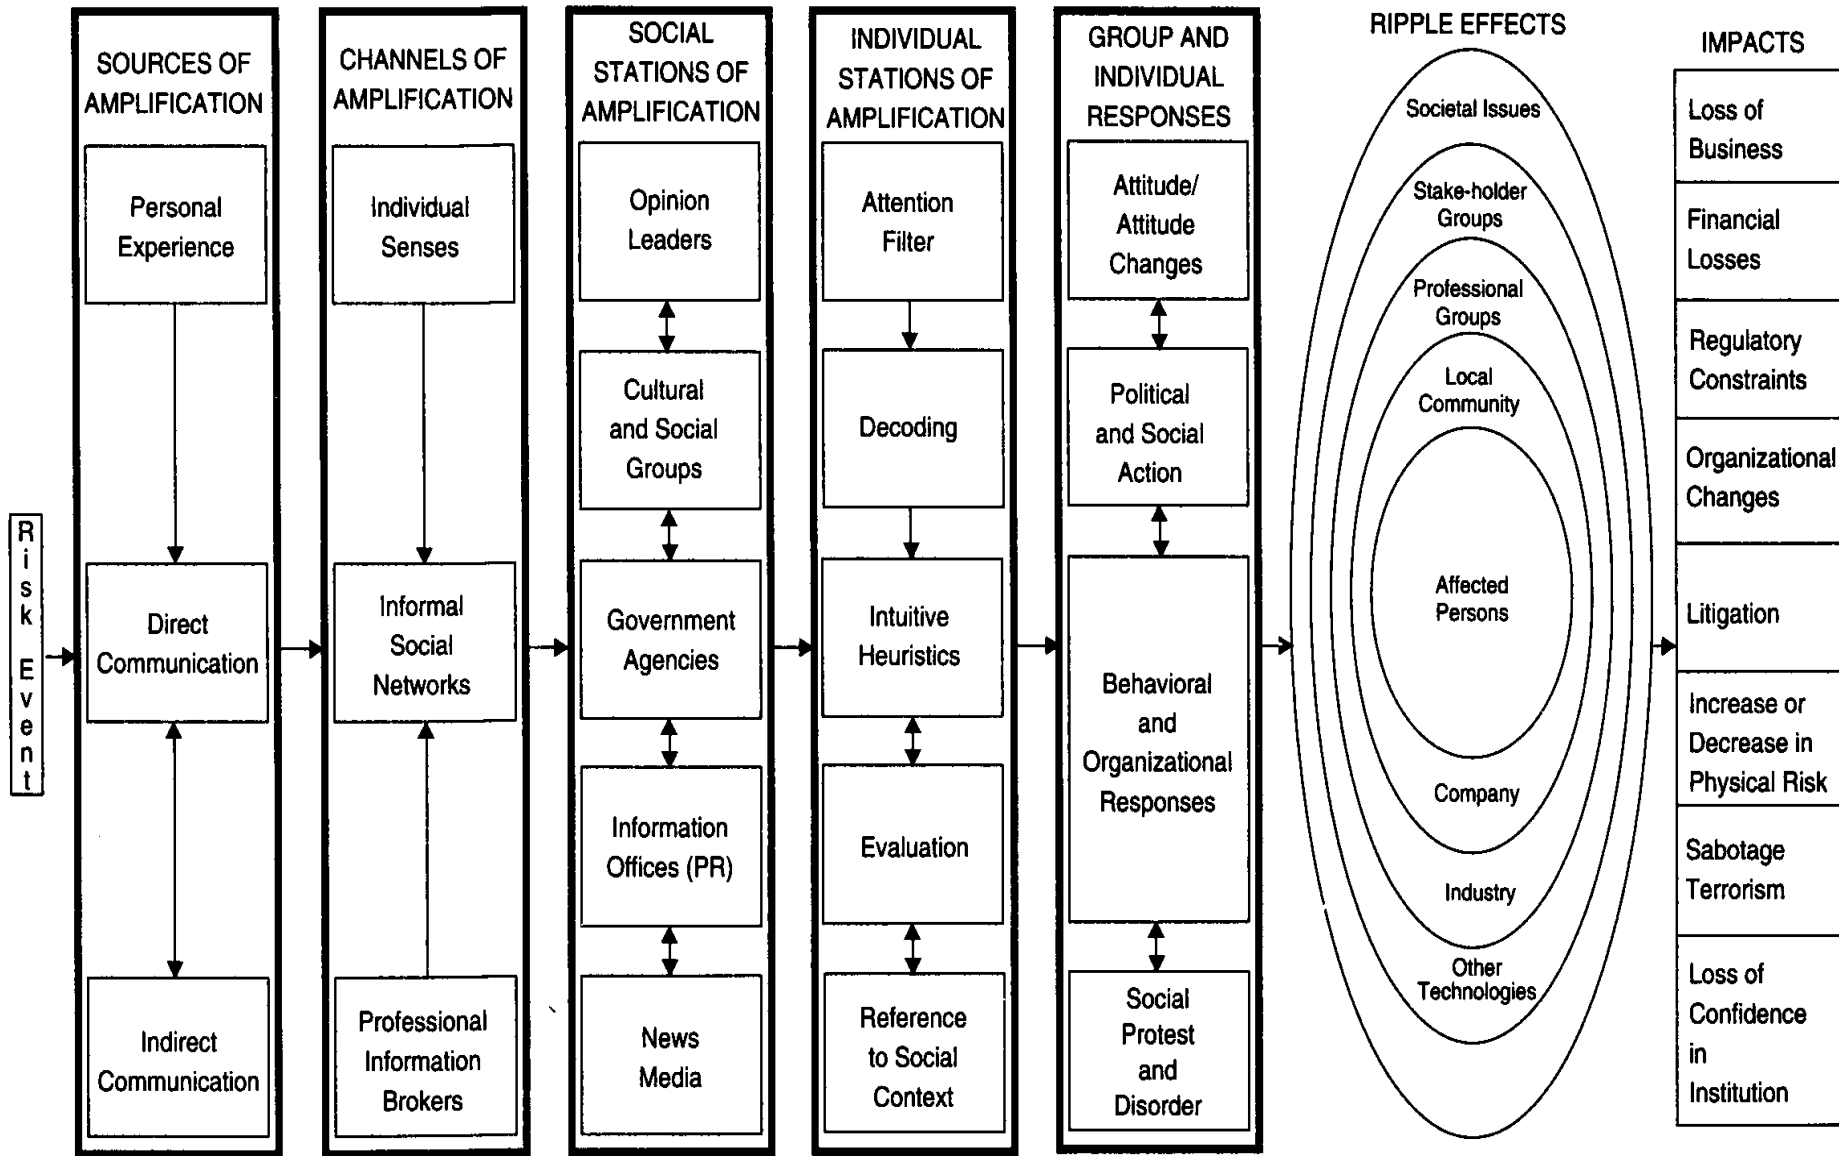 Risk Event
SOURCES OF
AMPLIFICATION
Personal
Experience
Direct
Communication
Indirect
Communication
CHANNELS OF
AMPLIFICATION
Individual
Senses
Informal
Social
Networks
Professional
Information
Brokers
SOCIAL
STATIONS OF
AMPLIFICATION
Opinion
Leaders
Cultural
and Social
Groups
Government
Agencies
Information
Offices (PR)
News
Media
INDIVIDUAL
STATIONS OF
AMPLIFICATION
Attention
Filter
Decoding
Intuitive
Heuristics
Evaluation
Reference
to Social
Context
GROUP AND
INDIVIDUAL
RESPONSES
Attitude/
Attitude
Changes
Political
and Social
Action
Behavioral
and
Organizational
Responses
Social
Protest
and
Disorder
RIPPLE EFFECTS
Societal Issues
Stake-holder
Groups
Professional
Groups
Local
Community
Affected
Persons
Company
Industry
Other
Technologies
IMPACTS
Loss of
Business
Financial
Losses
Regulatory
Constraints
Organizational
Changes
Litigation
Increase or
Decrease in
Physical Risk
Sabotage
Terrorism
Loss of
Confidence
in
Institution